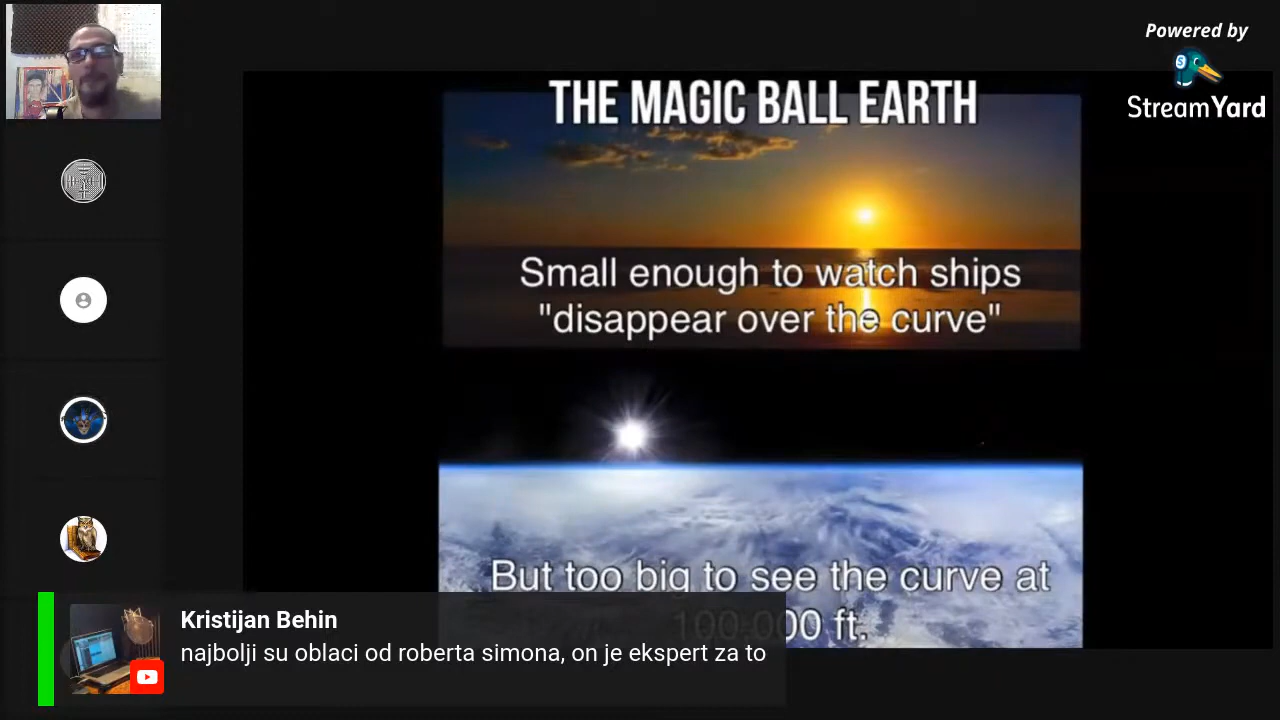 Powered by
StreamYard
THE MAGIC BALL EARTH
Small enough to watch ships
"disappear over the curve"
But too big to see the curve at
100.000 ft.
Kristijan Behin
najbolji su oblaci od roberta simona, on je ekspert za to